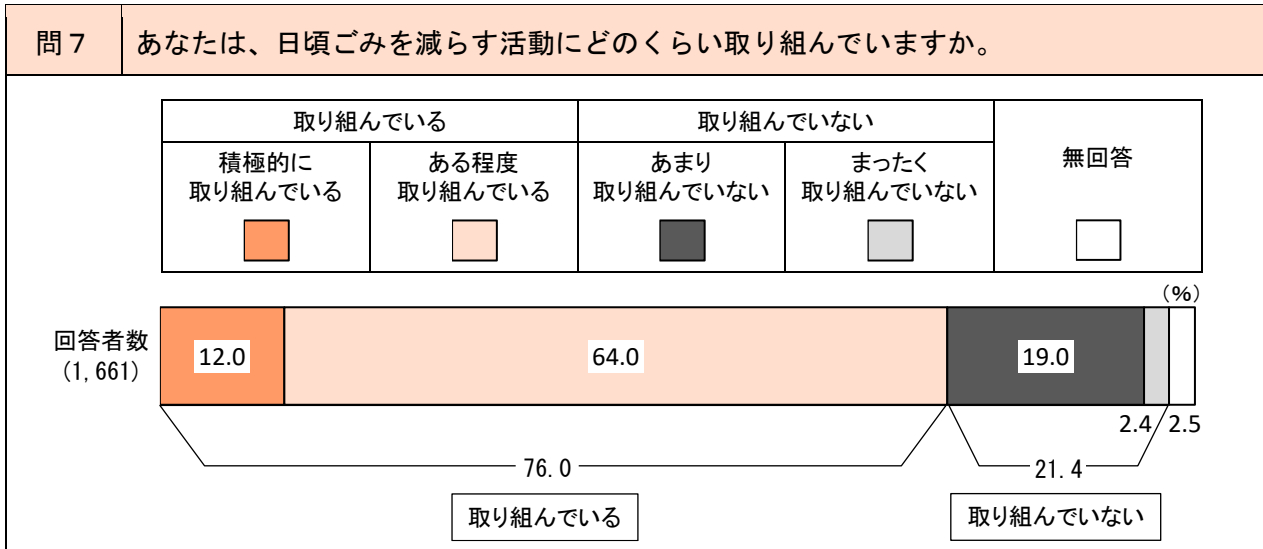 問７ あなたは、日頃ごみを減らす活動にどのくらい取り組んでいますか。
取り組んでいる 取り組んでいない 無回答
積極的に
取り組んでいる
ある程度
取り組んでいる
あまり
取り組んでいない
まったく
取り組んでいない
(%)
回答者数
(1,661)
12.0 64.0 19.0
2.4 2.5
76.0 21.4
取り組んでいる 取り組んでいない